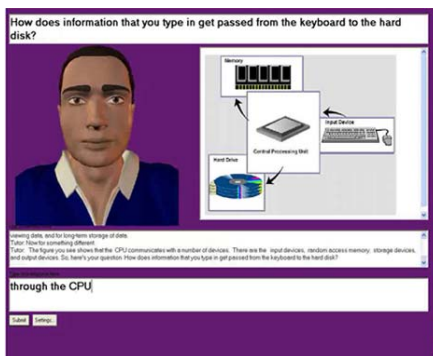 How does information that you type in get passed from the keyboard to the hard
disk?
Memory
Input Device
Central Processing Unit
Hard Drive
viewing data, and for long-term storage of data.
Tutor: Now for something different.
Tutor: The figure you see shows that the CPU communicates with a number of devices. There are the input devices, random access memory, storage devices,
and output devices. So, here's your question: How does information that you type in get passed from the keyboard to the hard disk?
through the CPU
Submit Settings...